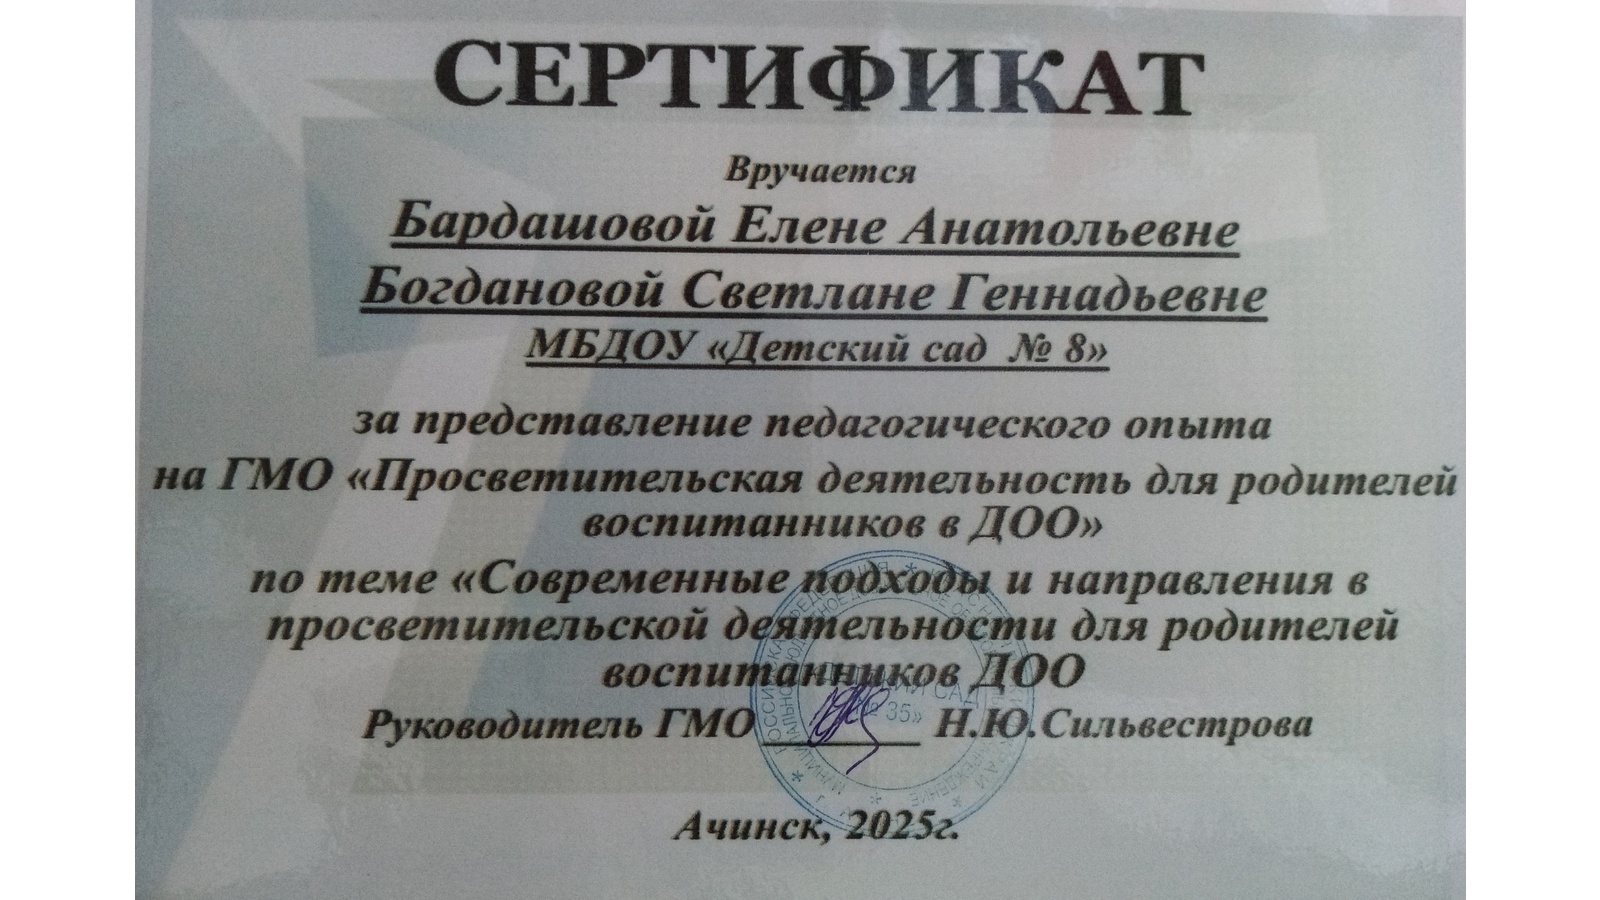 СЕРТИФИКАТ
Вручается
Бардашовой Елене Анатольевне
Богдановой Светлане Геннадьевне
МБДОУ «Детский сад № 8»
за представление педагогического опыта
на ГМО «Просветительская деятельность для родителей
воспитанников в ДОО»
по теме «Современные подходы и направления в
просветительской деятельности для родителей
воспитанников ДОО
Руководитель ГМО Н.Ю.Сильвестрова
35»
Ачинск, 2025г.